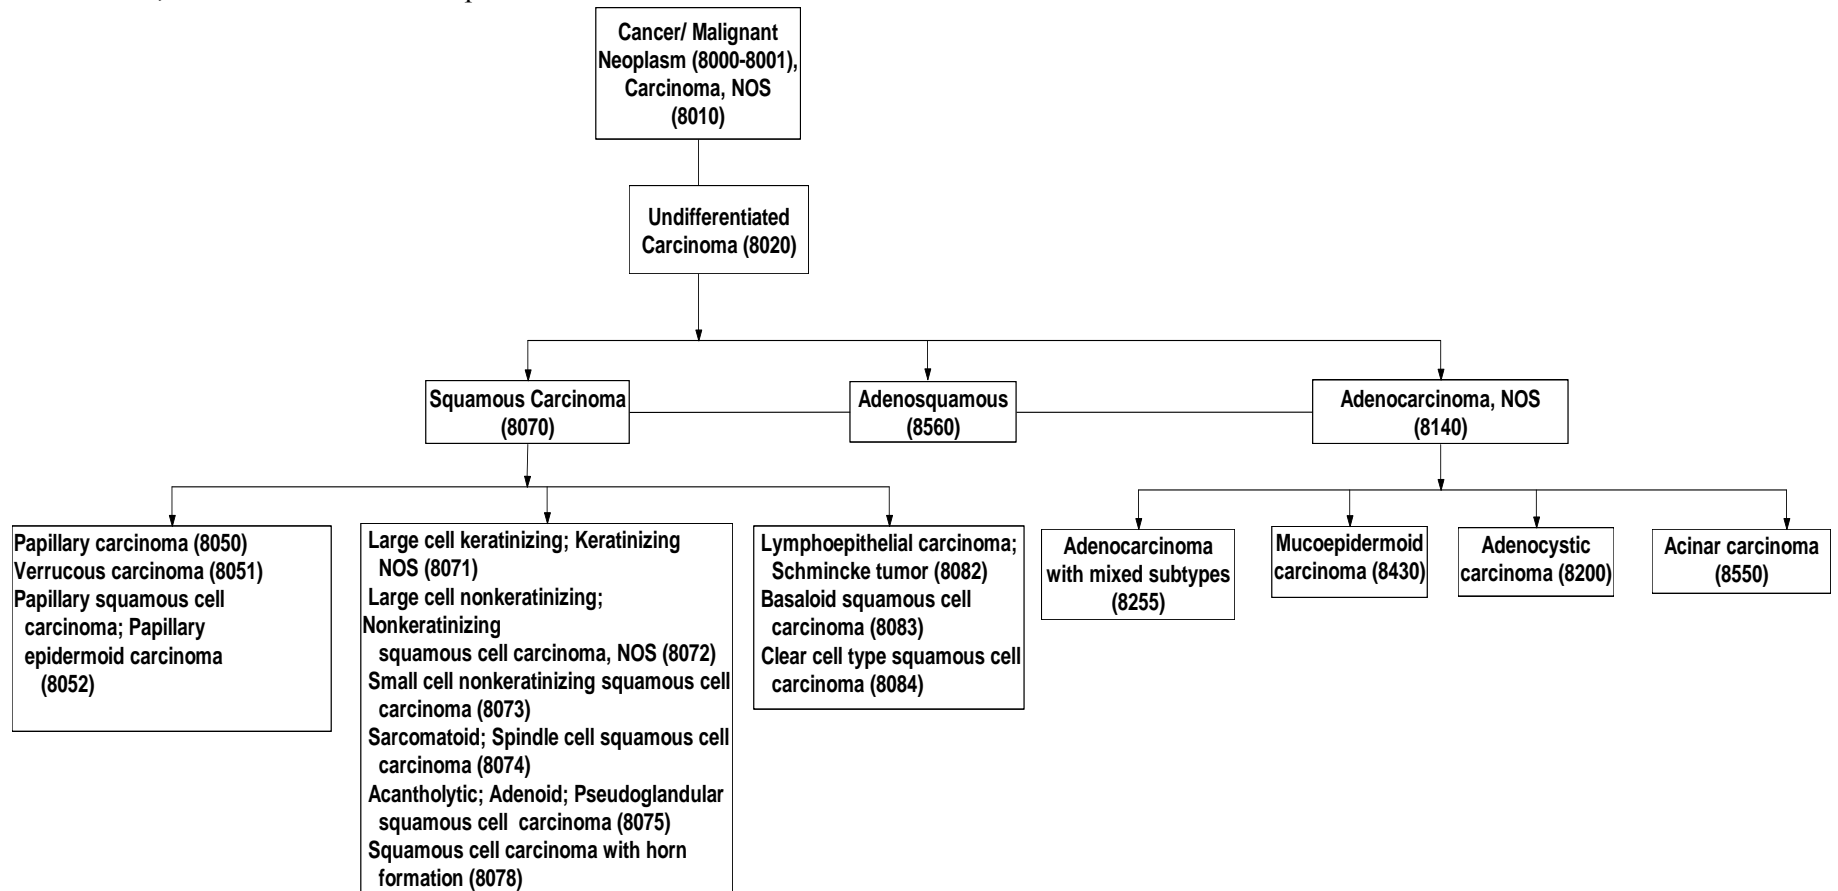 Cancer/ Malignant
Neoplasm (8000-8001),
Carcinoma, NOS
(8010)
Undifferentiated
Carcinoma (8020)
Squamous Carcinoma
(8070)
Adenosquamous
(8560)
Adenocarcinoma, NOS
(8140)
Papillary carcinoma (8050)
Verrucous carcinoma (8051)
Papillary squamous cell
carcinoma; Papillary
epidermoid carcinoma
(8052)
Large cell keratinizing; Keratinizing
NOS (8071)
Large cell nonkeratinizing;
Nonkeratinizing
squamous cell carcinoma, NOS (8072)
Small cell nonkeratinizing squamous cell
carcinoma (8073)
Sarcomatoid; Spindle cell squamous cell
carcinoma (8074)
Acantholytic; Adenoid; Pseudoglandular
squamous cell carcinoma (8075)
Squamous cell carcinoma with horn
formation (8078)
Lymphoepithelial carcinoma;
Schmincke tumor (8082)
Basaloid squamous cell
carcinoma (8083)
Clear cell type squamous cell
carcinoma (8084)
Adenocarcinoma
with mixed subtypes
(8255)
Mucoepidermoid
carcinoma (8430)
Adenocystic
carcinoma (8200)
Acinar carcinoma
(8550)